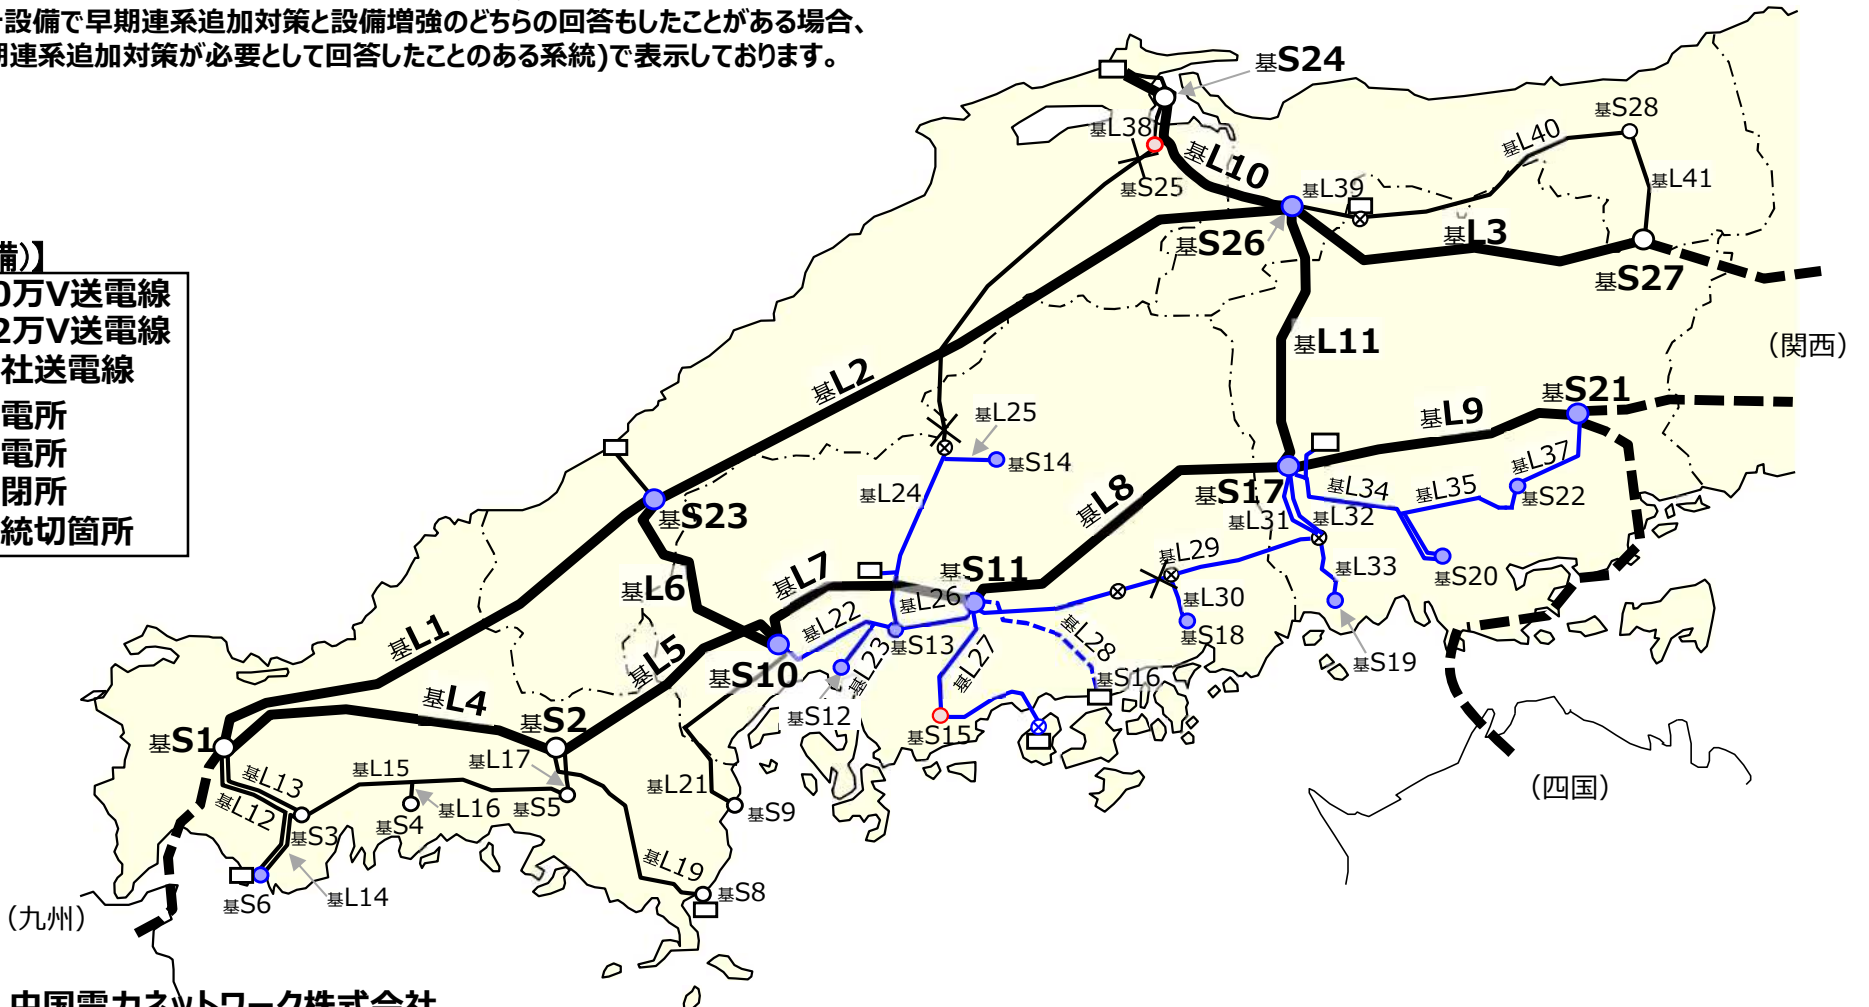 設備で早期連系追加対策と設備増強のどちらの回答もしたことがある場合、
期連系追加対策が必要として回答したことのある系統)で表示しております。
備)】
0万V送電線
2万V送電線
社送電線
電所
電所
閉所
統切箇所
基S24
基S28
基L38
基L40
基L10
基S25
基L39
基L41
基S26
基L3
基S27
基L11
(関西)
基L2
基S21
基L25
基L9
基S14
基L37
基L24
基L8
基S17
基L34
基L35
基S22
基S23
基L31
基L32
基L29
基L7
基S11
基L33
基S20
基L6
基L26
基L30
基L1
基L22
基S13
基L28
基S18
基L5
基L23
基L27
基S19
基S10
基S16
基L4
基S12
基S1
基S2
基S15
基L17
基L15
基L13
基L21
(四国)
基L12
基L16
基S5
基S9
基S4
基S3
基L19
基S8
基S6
基L14
(九州)
中国電力ネットワーク株式会社